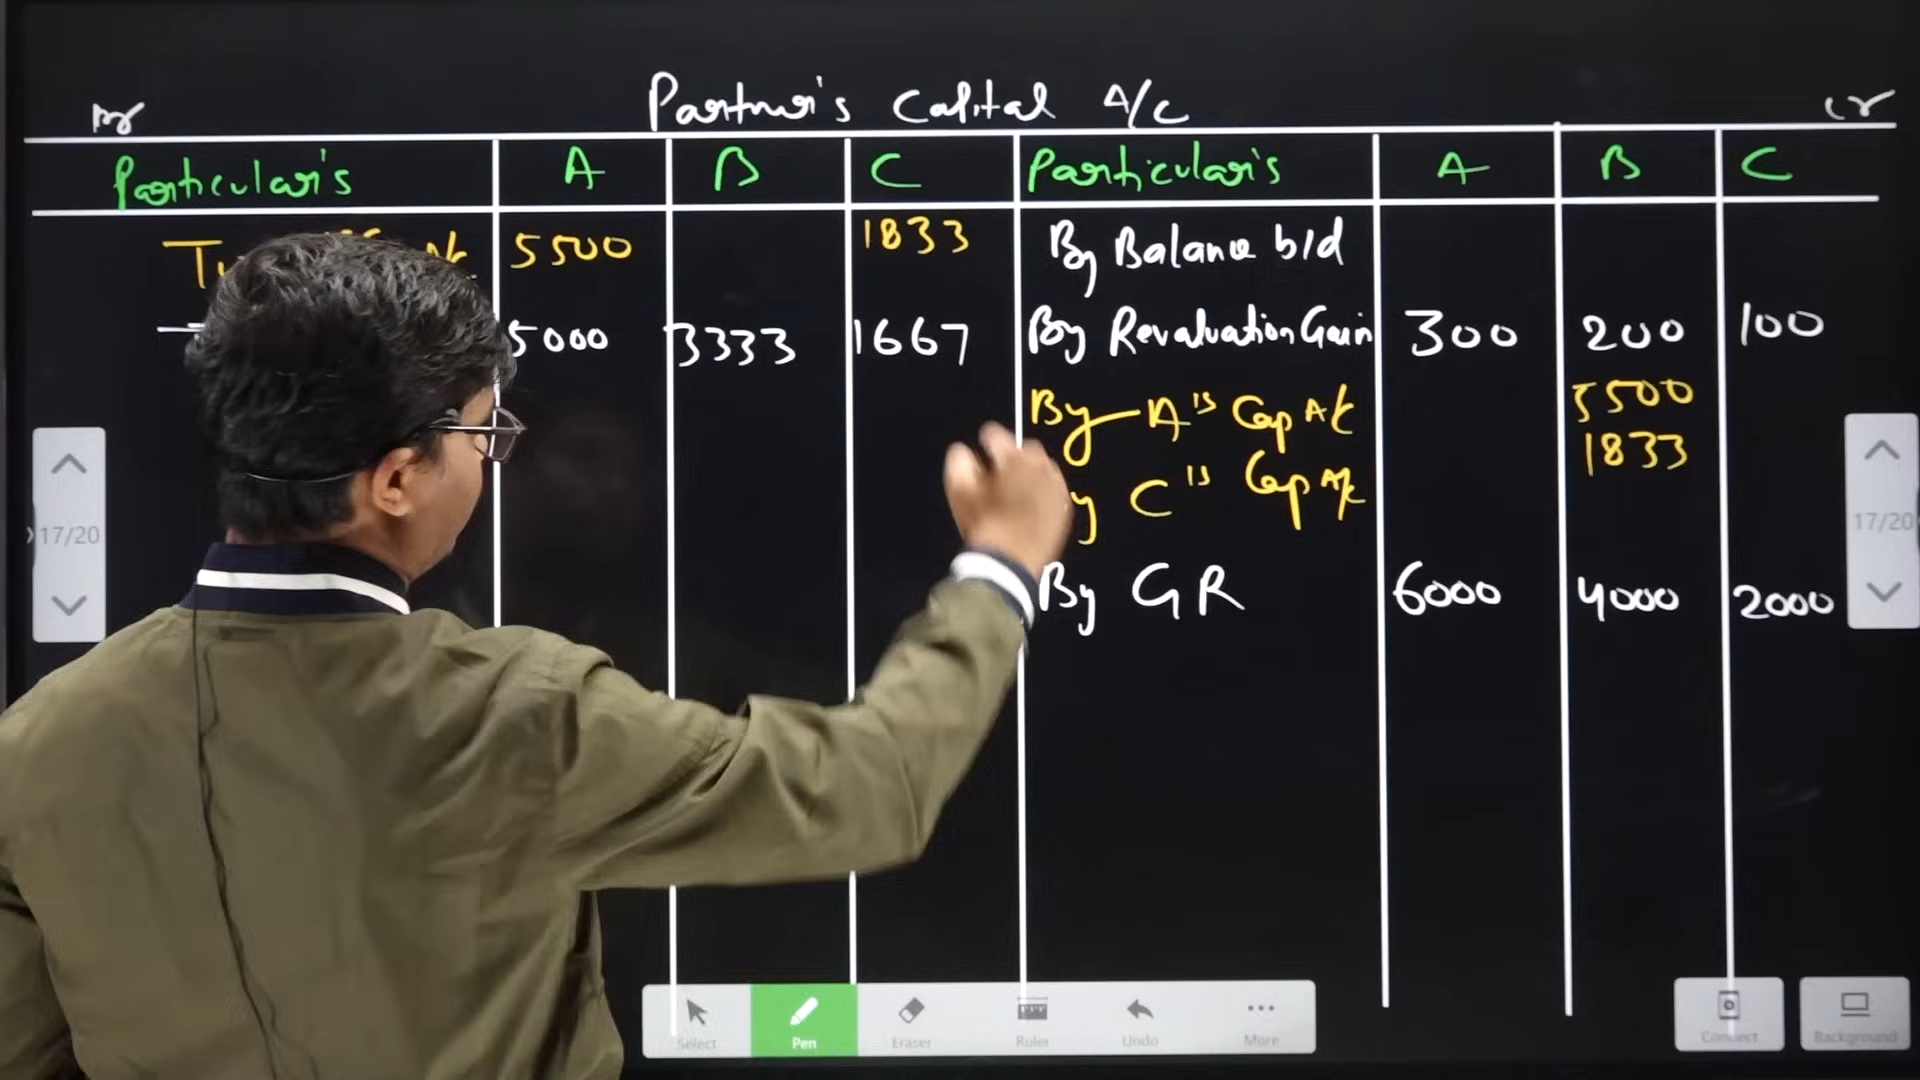 Dr Partner's Capital A/C Cr
Particular's A B C Particular's A B C
5500 1833 By Balance b/d
5000 3333 1667 By Revaluation Gain 300 200 100
By A's Cap A/c 5500
C's Cap A/c 1833
By GR 6000 4000 2000
17/20 17/20
Select Pen Eraser Ruler Undo More Connect Background